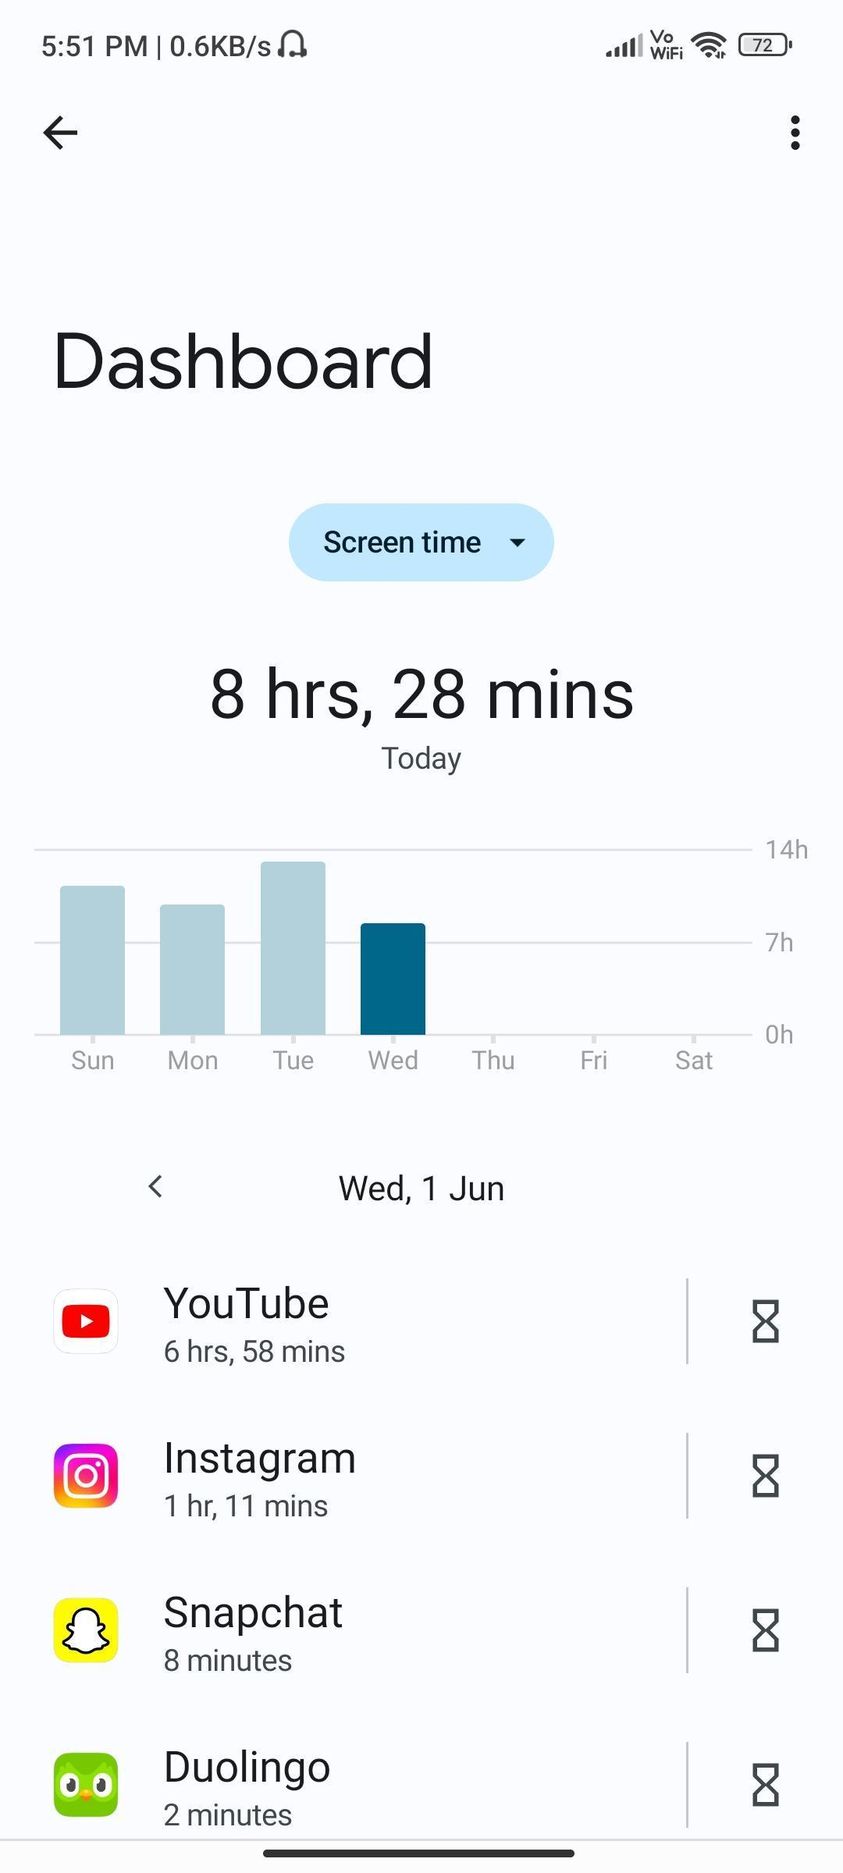 5:51 PM | 0.6KB/s Vo WiFi 72
Dashboard
Screen time
8 hrs, 28 mins
Today
14h
7h
0h
Sun Mon Tue Wed Thu Fri Sat
Wed, 1 Jun
YouTube
6 hrs, 58 mins
Instagram
1 hr, 11 mins
Snapchat
8 minutes
Duolingo
2 minutes